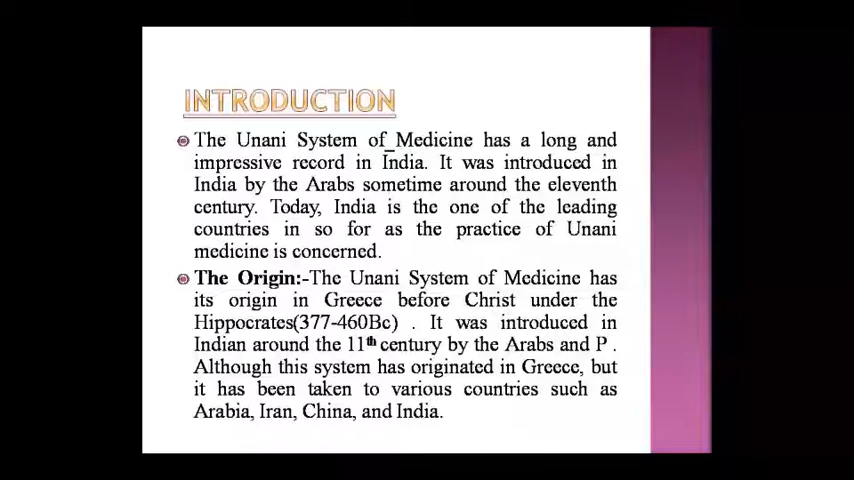 INTRODUCTION
The Unani System of Medicine has a long and
impressive record in India. It was introduced in
India by the Arabs sometime around the eleventh
century. Today, India is the one of the leading
countries in so for as the practice of Unani
medicine is concerned.
The Origin:-The Unani System of Medicine has
its origin in Greece before Christ under the
Hippocrates(377-460Bc) . It was introduced in
Indian around the 11th century by the Arabs and P .
Although this system has originated in Greece, but
it has been taken to various countries such as
Arabia, Iran, China, and India.